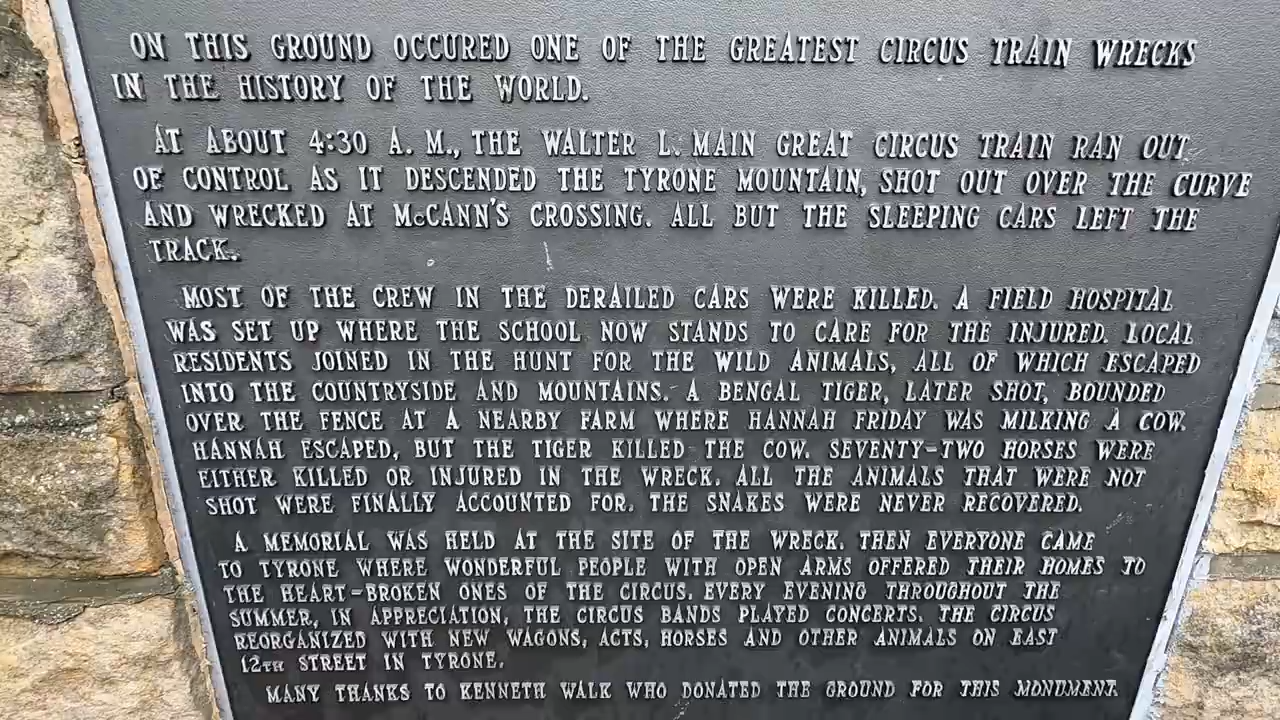 ON THIS GROUND OCCURED ONE OF THE GREATEST CIRCUS TRAIN WRECKS
IN THE HISTORY OF THE WORLD.
AT ABOUT 4:30 A. M., THE WALTER L. MAIN GREAT CIRCUS TRAIN RAN OUT
OF CONTROL AS IT DESCENDED THE TYRONE MOUNTAIN, SHOT OUT OVER THE CURVE
AND WRECKED AT McCANN'S CROSSING. ALL BUT THE SLEEPING CARS LEFT THE
TRACK.
MOST OF THE CREW IN THE DERAILED CARS WERE KILLED. A FIELD HOSPITAL
WAS SET UP WHERE THE SCHOOL NOW STANDS TO CARE FOR THE INJURED. LOCAL
RESIDENTS JOINED IN THE HUNT FOR THE WILD ANIMALS, ALL OF WHICH ESCAPED
INTO THE COUNTRYSIDE AND MOUNTAINS. A BENGAL TIGER, LATER SHOT, BOUNDED
OVER THE FENCE AT A NEARBY FARM WHERE HANNAH FRIDAY WAS MILKING A COW.
HANNAH ESCAPED, BUT THE TIGER KILLED THE COW. SEVENTY-TWO HORSES WERE
EITHER KILLED OR INJURED IN THE WRECK. ALL THE ANIMALS THAT WERE NOT
SHOT WERE FINALLY ACCOUNTED FOR. THE SNAKES WERE NEVER RECOVERED.
A MEMORIAL WAS HELD AT THE SITE OF THE WRECK. THEN EVERYONE CAME
TO TYRONE WHERE WONDERFUL PEOPLE WITH OPEN ARMS OFFERED THEIR HOMES TO
THE HEART-BROKEN ONES OF THE CIRCUS. EVERY EVENING THROUGHOUT THE
SUMMER, IN APPRECIATION, THE CIRCUS BANDS PLAYED CONCERTS. THE CIRCUS
REORGANIZED WITH NEW WAGONS, ACTS, HORSES AND OTHER ANIMALS ON EAST
12TH STREET IN TYRONE.
MANY THANKS TO KENNETH WALK WHO DONATED THE GROUND FOR THIS MONUMENT.